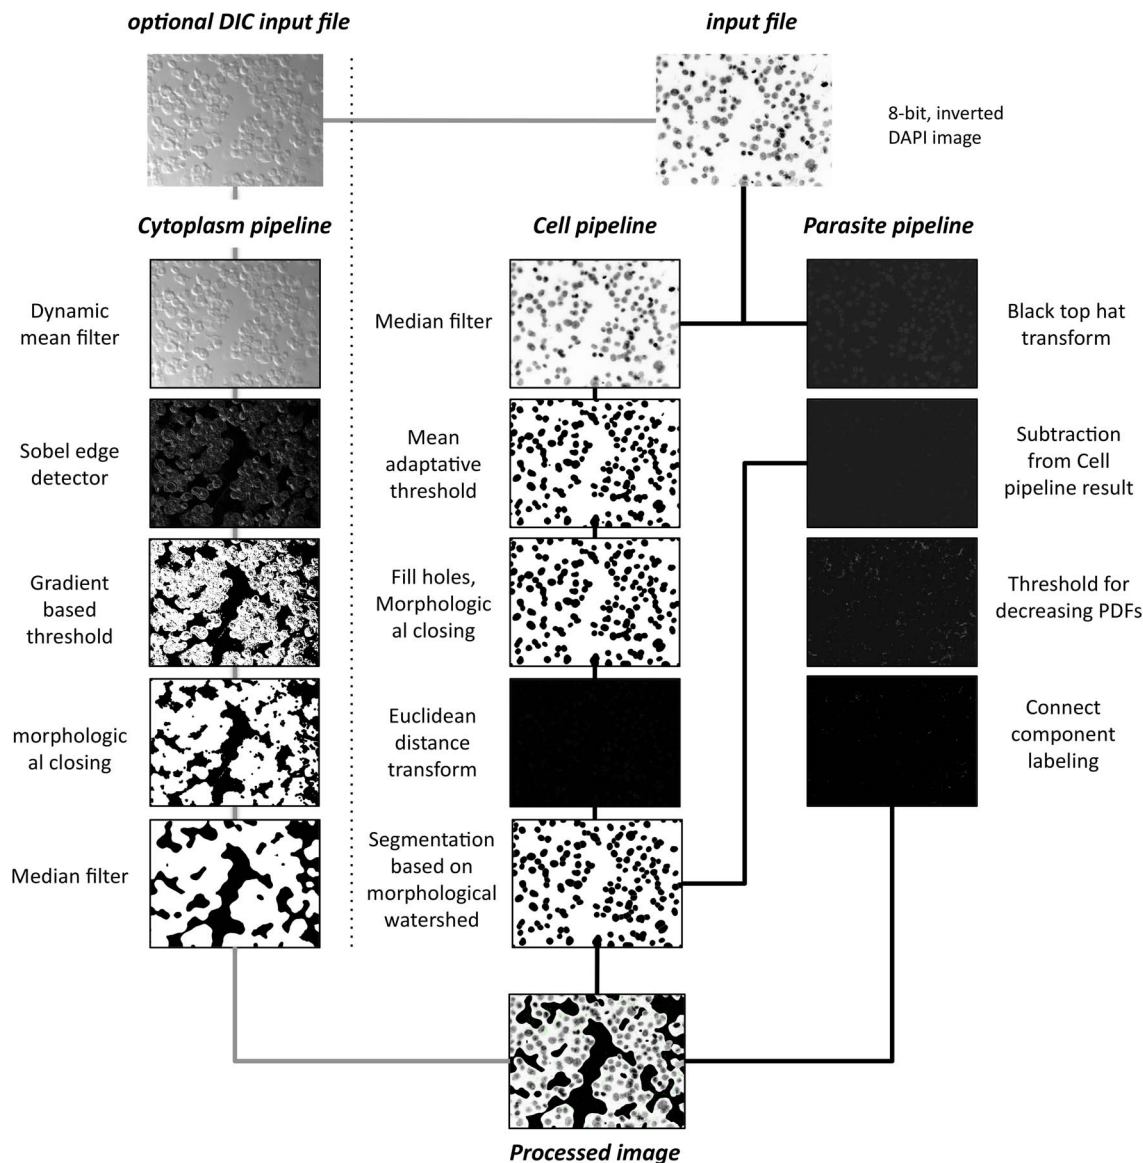 optional DIC input file
input file
8-bit, inverted
DAPI image
Cytoplasm pipeline
Cell pipeline
Parasite pipeline
Dynamic
mean filter
Median filter
Black top hat
transform
Sobel edge
detector
Mean
adaptative
threshold
Subtraction
from Cell
pipeline result
Gradient
based
threshold
Fill holes,
Morphologic
al closing
Threshold for
decreasing PDFs
morphologic
al closing
Euclidean
distance
transform
Connect
component
labeling
Median filter
Segmentation
based on
morphological
watershed
Processed image